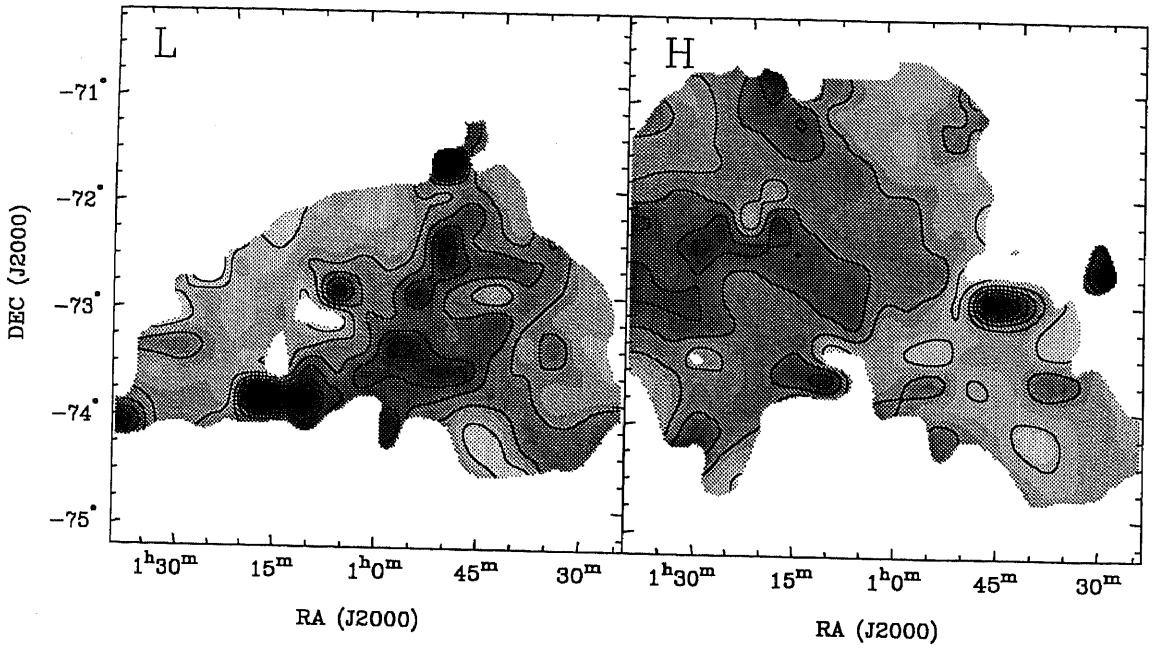 L
H
-71°
-72°
-73°
-74°
-75°
DEC (J2000)
1ʰ30ᵐ 15ᵐ 1ʰ0ᵐ 45ᵐ 30ᵐ
1ʰ30ᵐ 15ᵐ 1ʰ0ᵐ 45ᵐ 30ᵐ
RA (J2000)
RA (J2000)